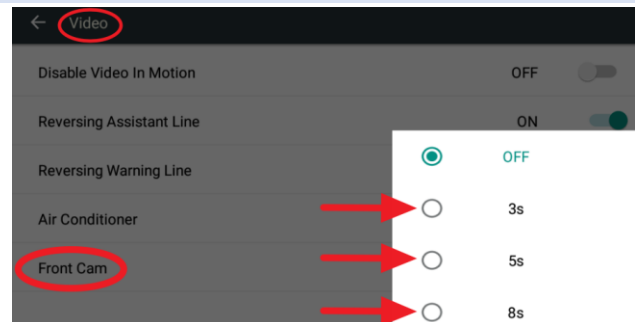 Video
Disable Video In Motion OFF
Reversing Assistant Line ON
Reversing Warning Line
OFF
Air Conditioner
3s
Front Cam
5s
8s